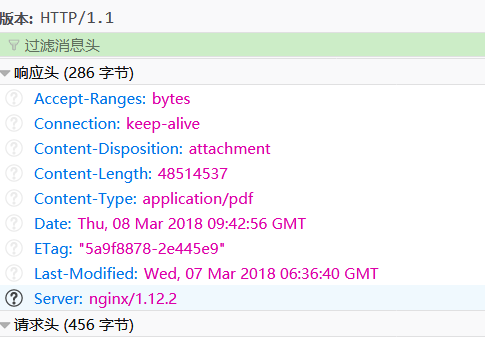 版本: HTTP/1.1
过滤消息头
响应头 (286 字节)
Accept-Ranges: bytes
Connection: keep-alive
Content-Disposition: attachment
Content-Length: 48514537
Content-Type: application/pdf
Date: Thu, 08 Mar 2018 09:42:56 GMT
ETag: "5a9f8878-2e445e9"
Last-Modified: Wed, 07 Mar 2018 06:36:40 GMT
Server: nginx/1.12.2
请求头 (456 字节)